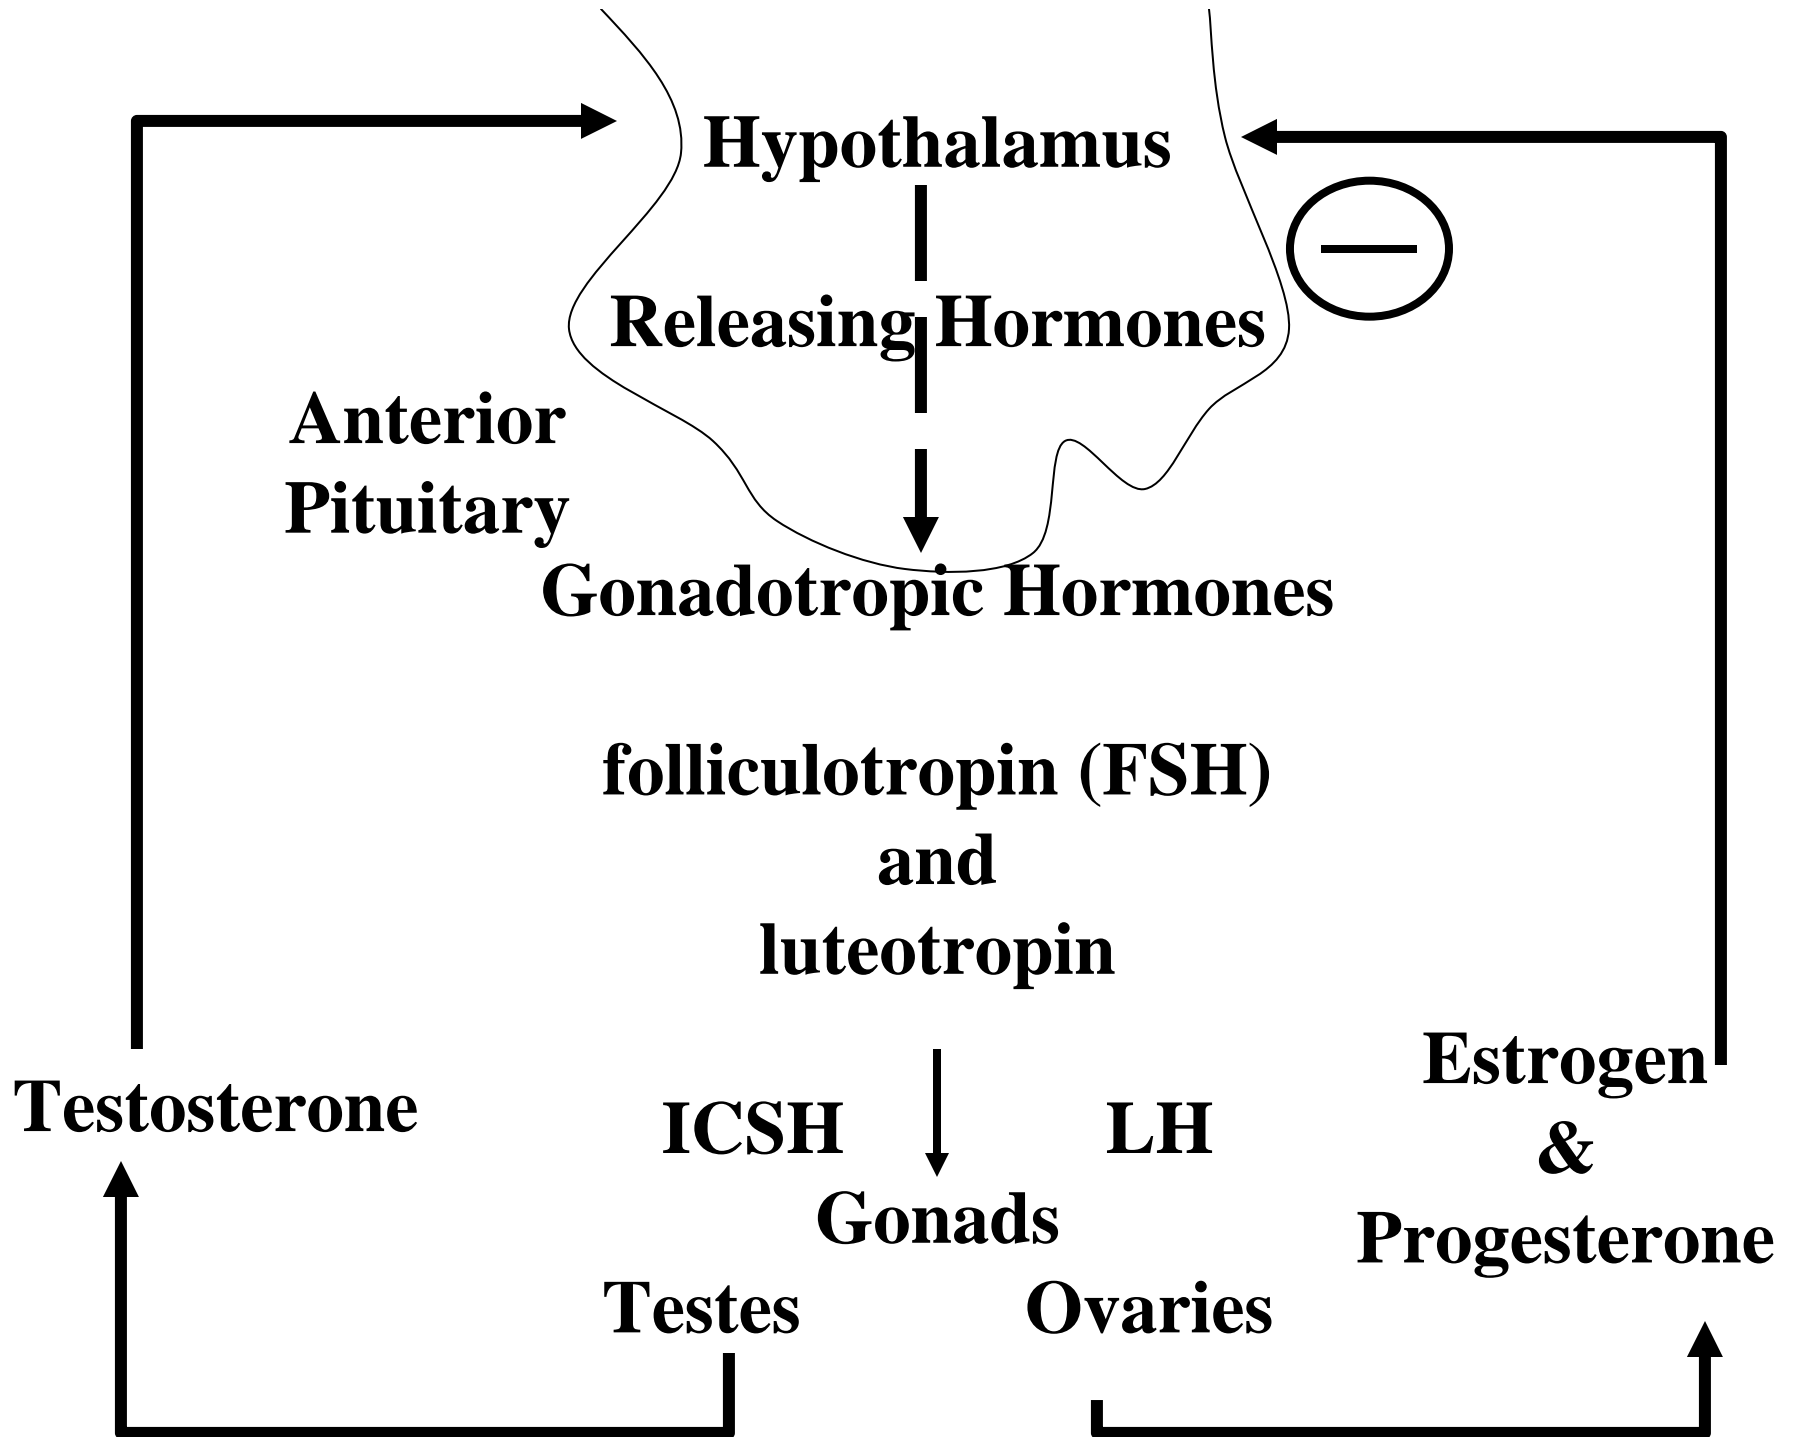 Hypothalamus
Releasing Hormones
Anterior
Pituitary
Gonadotropic Hormones
folliculotropin (FSH)
and
luteotropin
Testosterone
ICSH
LH
Estrogen
&
Progesterone
Gonads
Testes
Ovaries